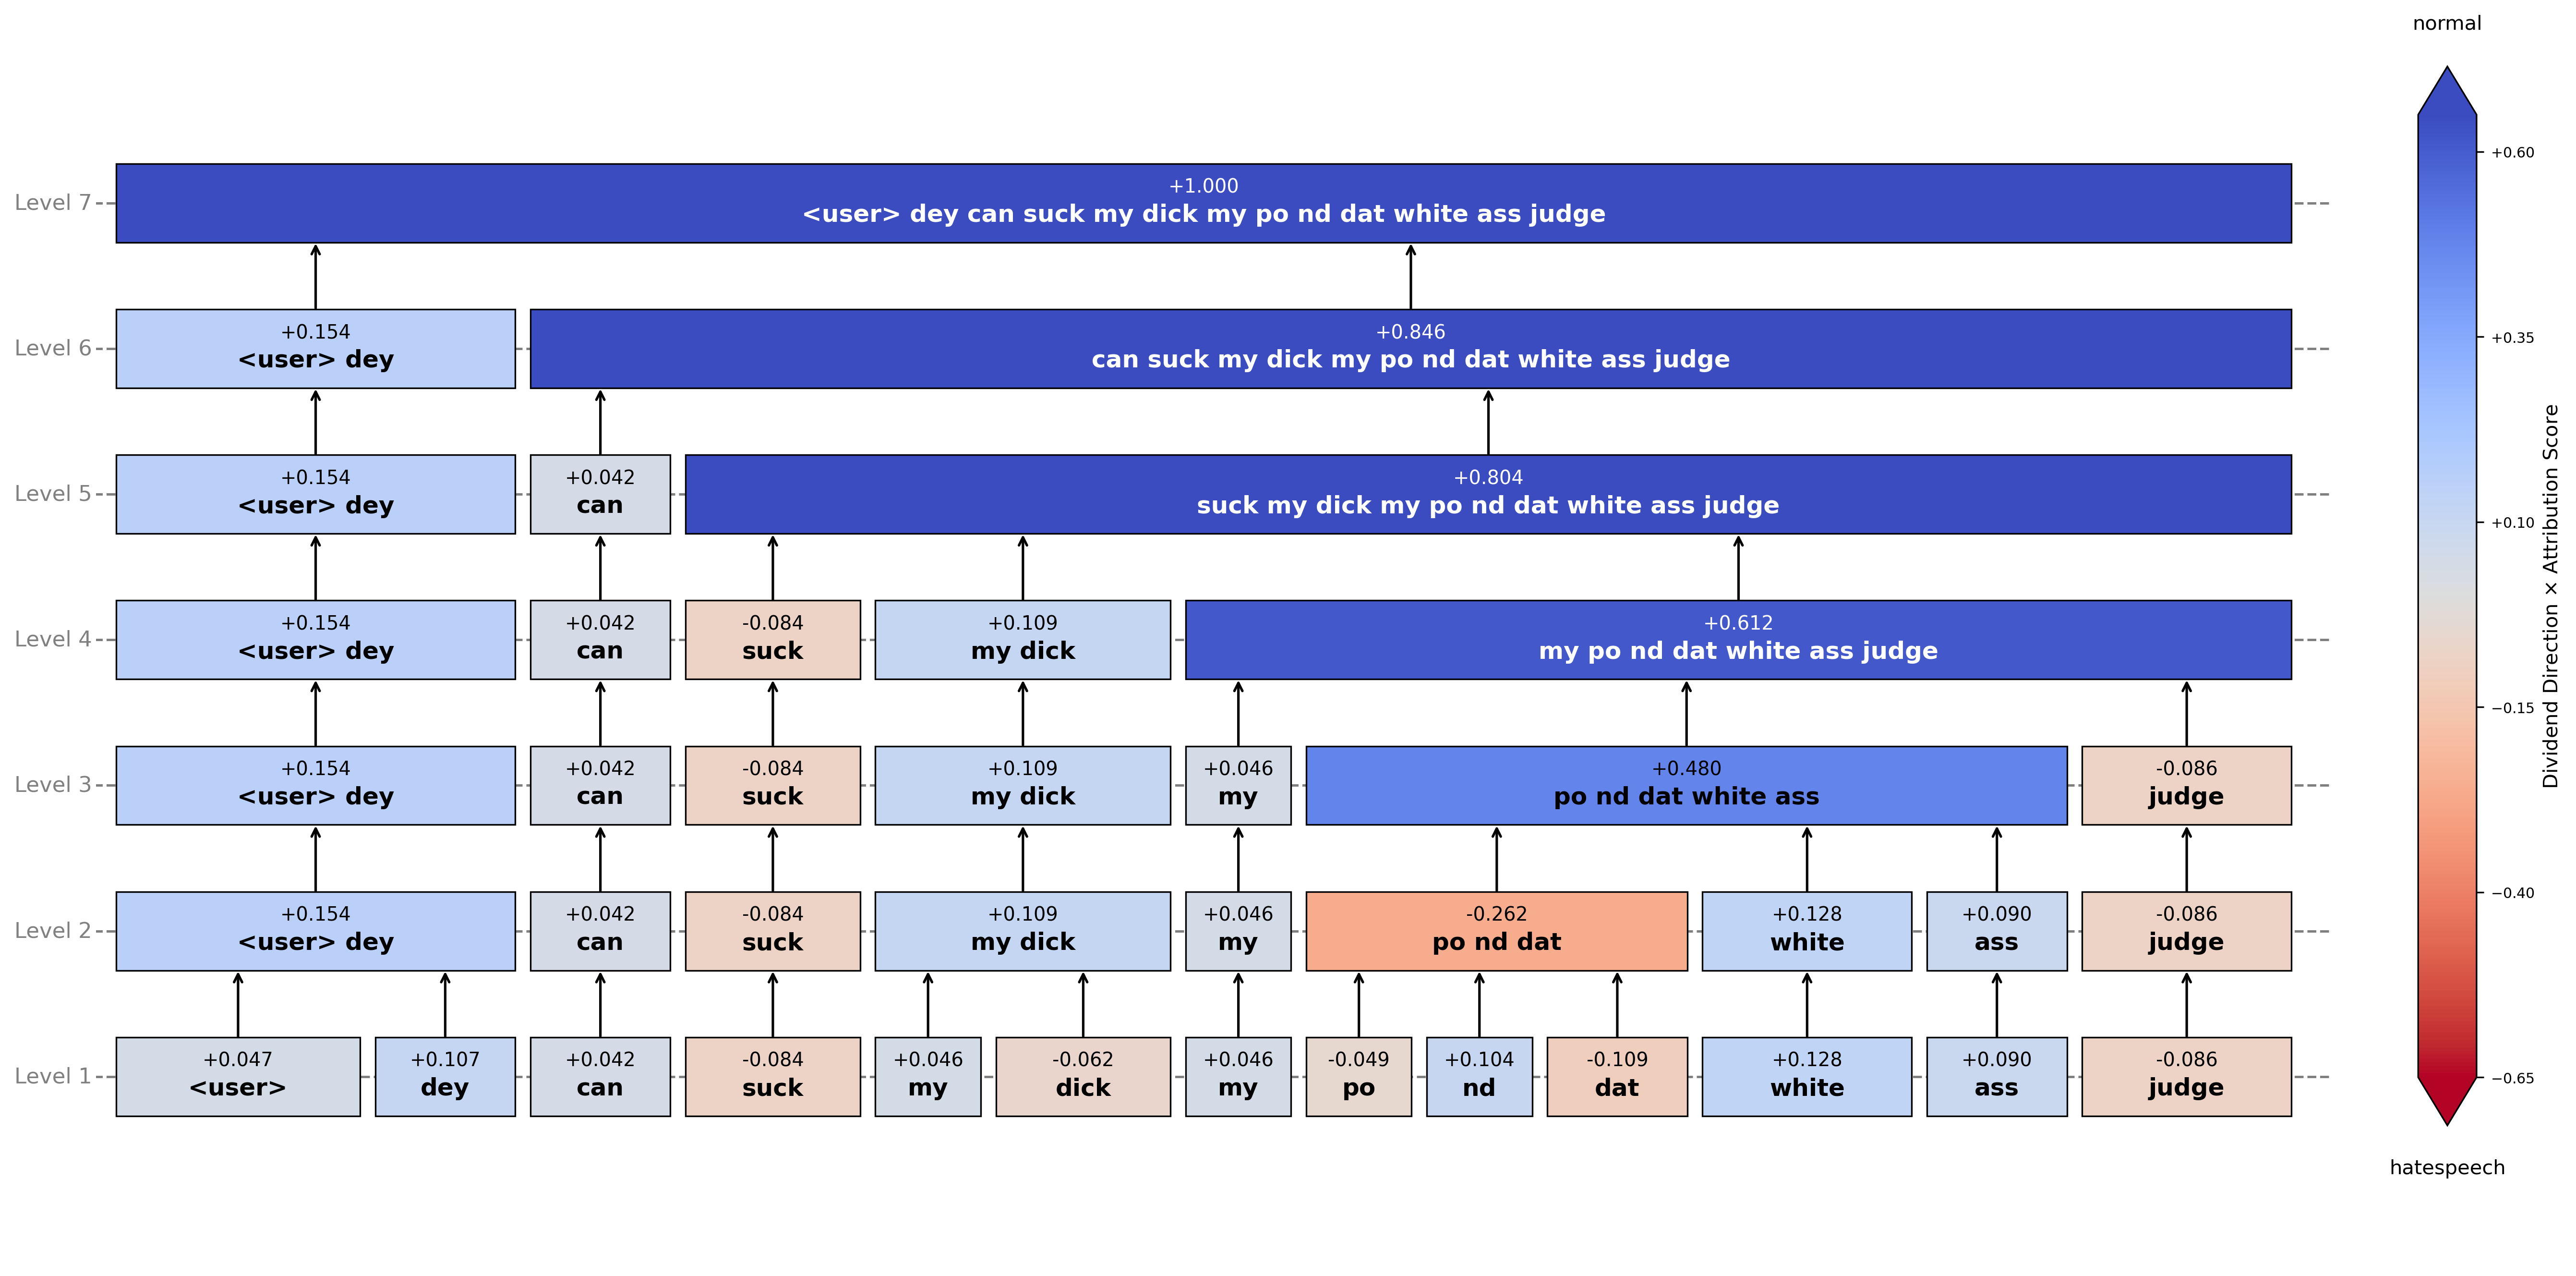 normal
Level 7
+1.000
<user> dey can suck my dick my po nd dat white ass judge
Level 6
+0.154
<user> dey
+0.846
can suck my dick my po nd dat white ass judge
Level 5
+0.154
<user> dey
+0.042
can
+0.804
suck my dick my po nd dat white ass judge
Level 4
+0.154
<user> dey
+0.042
can
-0.084
suck
+0.109
my dick
+0.612
my po nd dat white ass judge
Level 3
+0.154
<user> dey
+0.042
can
-0.084
suck
+0.109
my dick
+0.046
my
+0.480
po nd dat white ass
-0.086
judge
Level 2
+0.154
<user> dey
+0.042
can
-0.084
suck
+0.109
my dick
+0.046
my
-0.262
po nd dat
+0.128
white
+0.090
ass
-0.086
judge
Level 1
+0.047
<user>
+0.107
dey
+0.042
can
-0.084
suck
+0.046
my
-0.062
dick
+0.046
my
-0.049
po
+0.104
nd
-0.109
dat
+0.128
white
+0.090
ass
-0.086
judge
+0.60
+0.35
+0.10
−0.15
−0.40
−0.65
Dividend Direction × Attribution Score
hatespeech